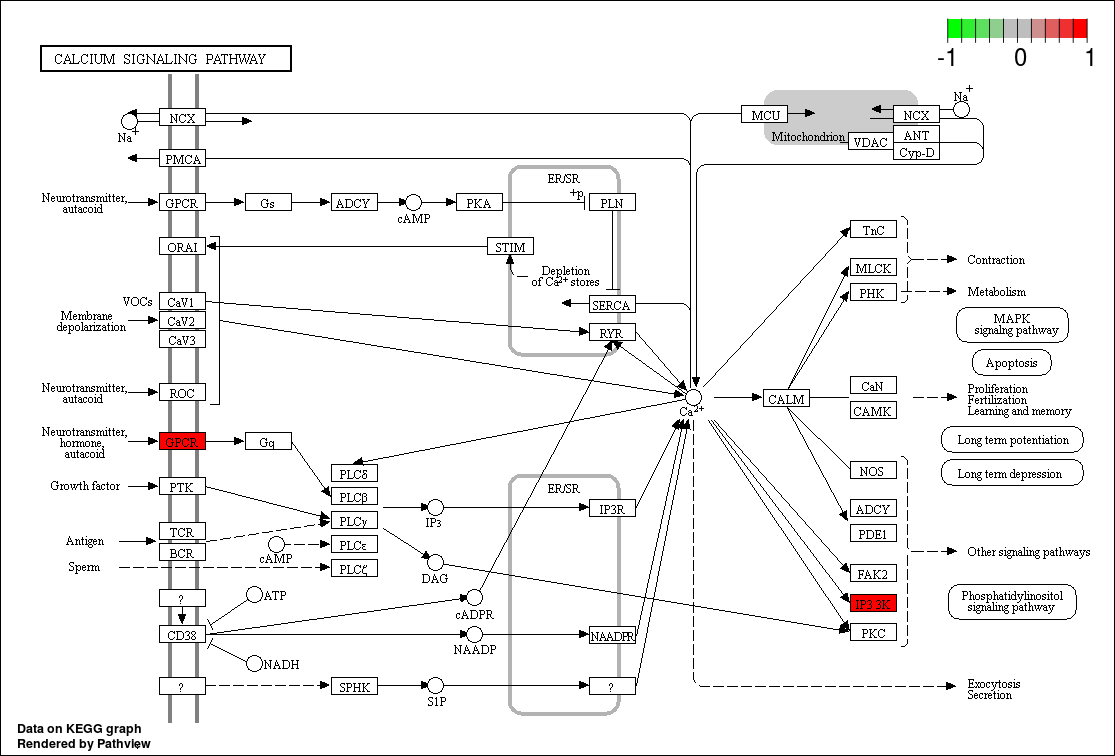 -1 0 1
CALCIUM SIGNALING PATHWAY
NCX
Na+
MCU
NCX
Na+
Mitochondrion
VDAC
ANT
Cyp-D
PMCA
ER/SR
Neurotransmitter,
autacoid
GPCR
Gs
ADCY
cAMP
PKA
+p
PLN
TnC
ORAI
STIM
Contraction
Depletion
of Ca2+ stores
MLCK
PHK
Metabolism
VOCs
CaV1
SERCA
Membrane
depolarization
CaV2
RYR
CaV3
MAPK
signalng pathway
Apoptosis
Neurotransmitter,
autacoid
ROC
Ca2+
CALM
CaN
CAMK
Proliferation
Fertilization
Learning and memory
Neurotransmitter,
hormone,
autacoid
GPCR
Gq
Long term potentiation
PLCδ
NOS
Long term depression
Growth factor
PTK
PLCβ
ER/SR
IP3
IP3R
ADCY
PLCγ
Antigen
TCR
BCR
cAMP
PLCε
PDE1
Other signaling pathways
Sperm
PLCζ
DAG
FAK2
?
ATP
cADPR
IP3 3K
Phosphatidylinositol
signaling pathway
CD38
NAADP
NAADPR
PKC
NADH
?
SPHK
S1P
?
Exocytosis
Secretion
Data on KEGG graph
Rendered by Pathview